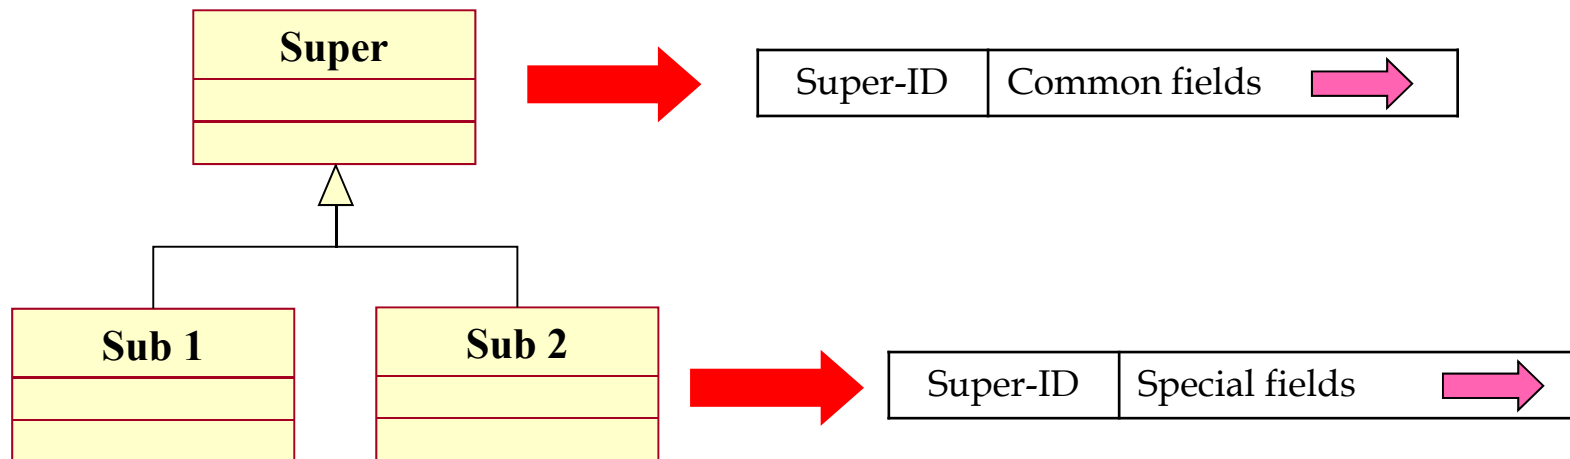 Super
Super-ID Common fields
Sub 1
Sub 2
Super-ID Special fields